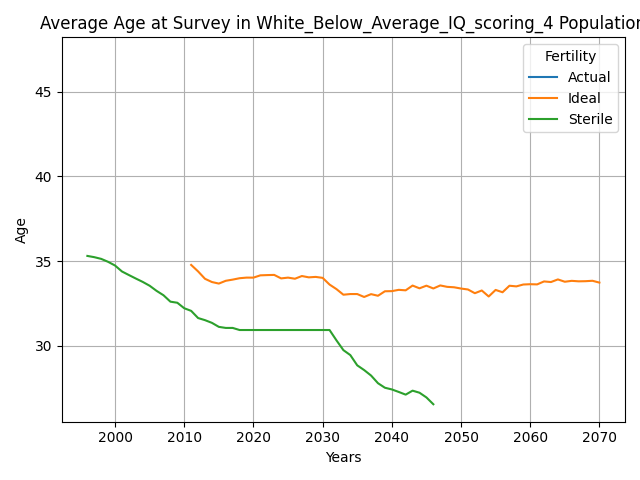 Average Age at Survey in White_Below_Average_IQ_scoring_4 Population
Fertility
Actual
Ideal
Sterile
45
40
35
30
Age
2000 2010 2020 2030 2040 2050 2060 2070
Years